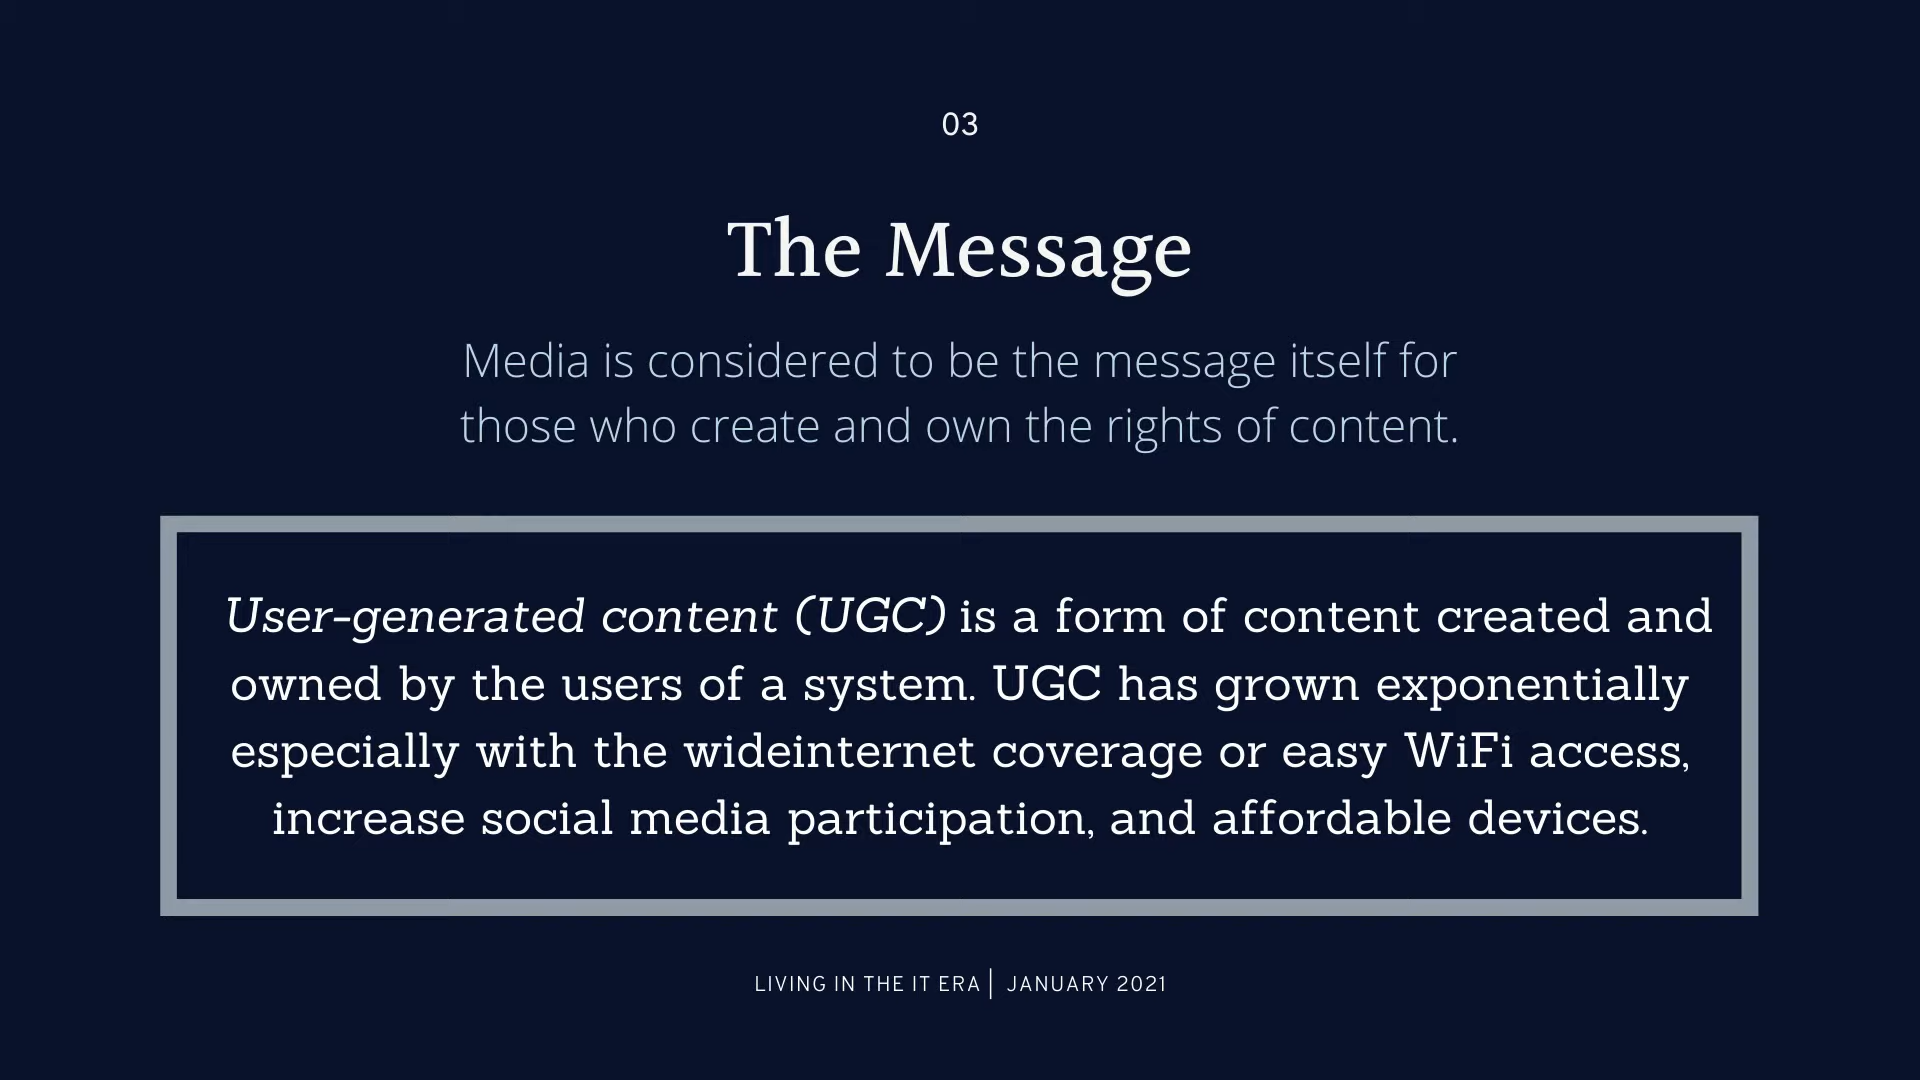 03
The Message
Media is considered to be the message itself for
those who create and own the rights of content.
User-generated content (UGC) is a form of content created and
owned by the users of a system. UGC has grown exponentially
especially with the wideinternet coverage or easy WiFi access,
increase social media participation, and affordable devices.
LIVING IN THE IT ERA | JANUARY 2021